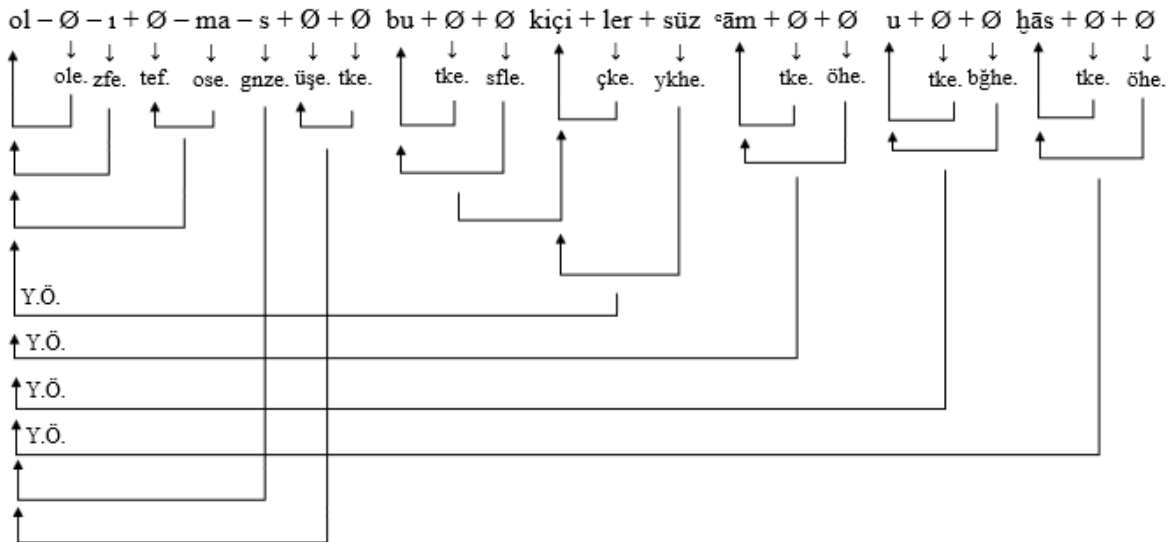 ol – Ø – ı + Ø – ma – s + Ø + Ø bu + Ø + Ø kiçi + ler + süz ʿām + Ø + Ø u + Ø + Ø ḫās + Ø + Ø
↓ ↓ ↓ ↓ ↓ ↓ ↓ ↓ ↓ ↓ ↓ ↓ ↓ ↓ ↓ ↓ ↓
ole. zfe. tef. ose. gnze. üşe. tke. tke. sfle. çke. ykhe. tke. öhe. tke. bğhe. tke. öhe.
Y.Ö.
Y.Ö.
Y.Ö.
Y.Ö.